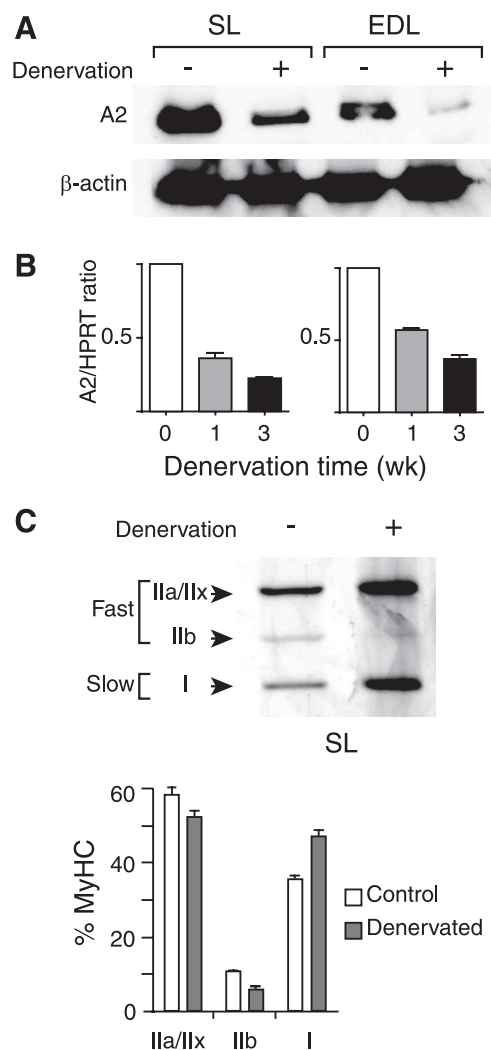 A
SL EDL
Denervation - + - +
A2
β-actin
B
A2/HPRT ratio
0.5 0.5
0 1 3 0 1 3
Denervation time (wk)
C
Denervation - +
Fast IIa/IIx
IIb
Slow I
SL
% MyHC
60
40
20
0
Control
Denervated
IIa/IIx IIb I